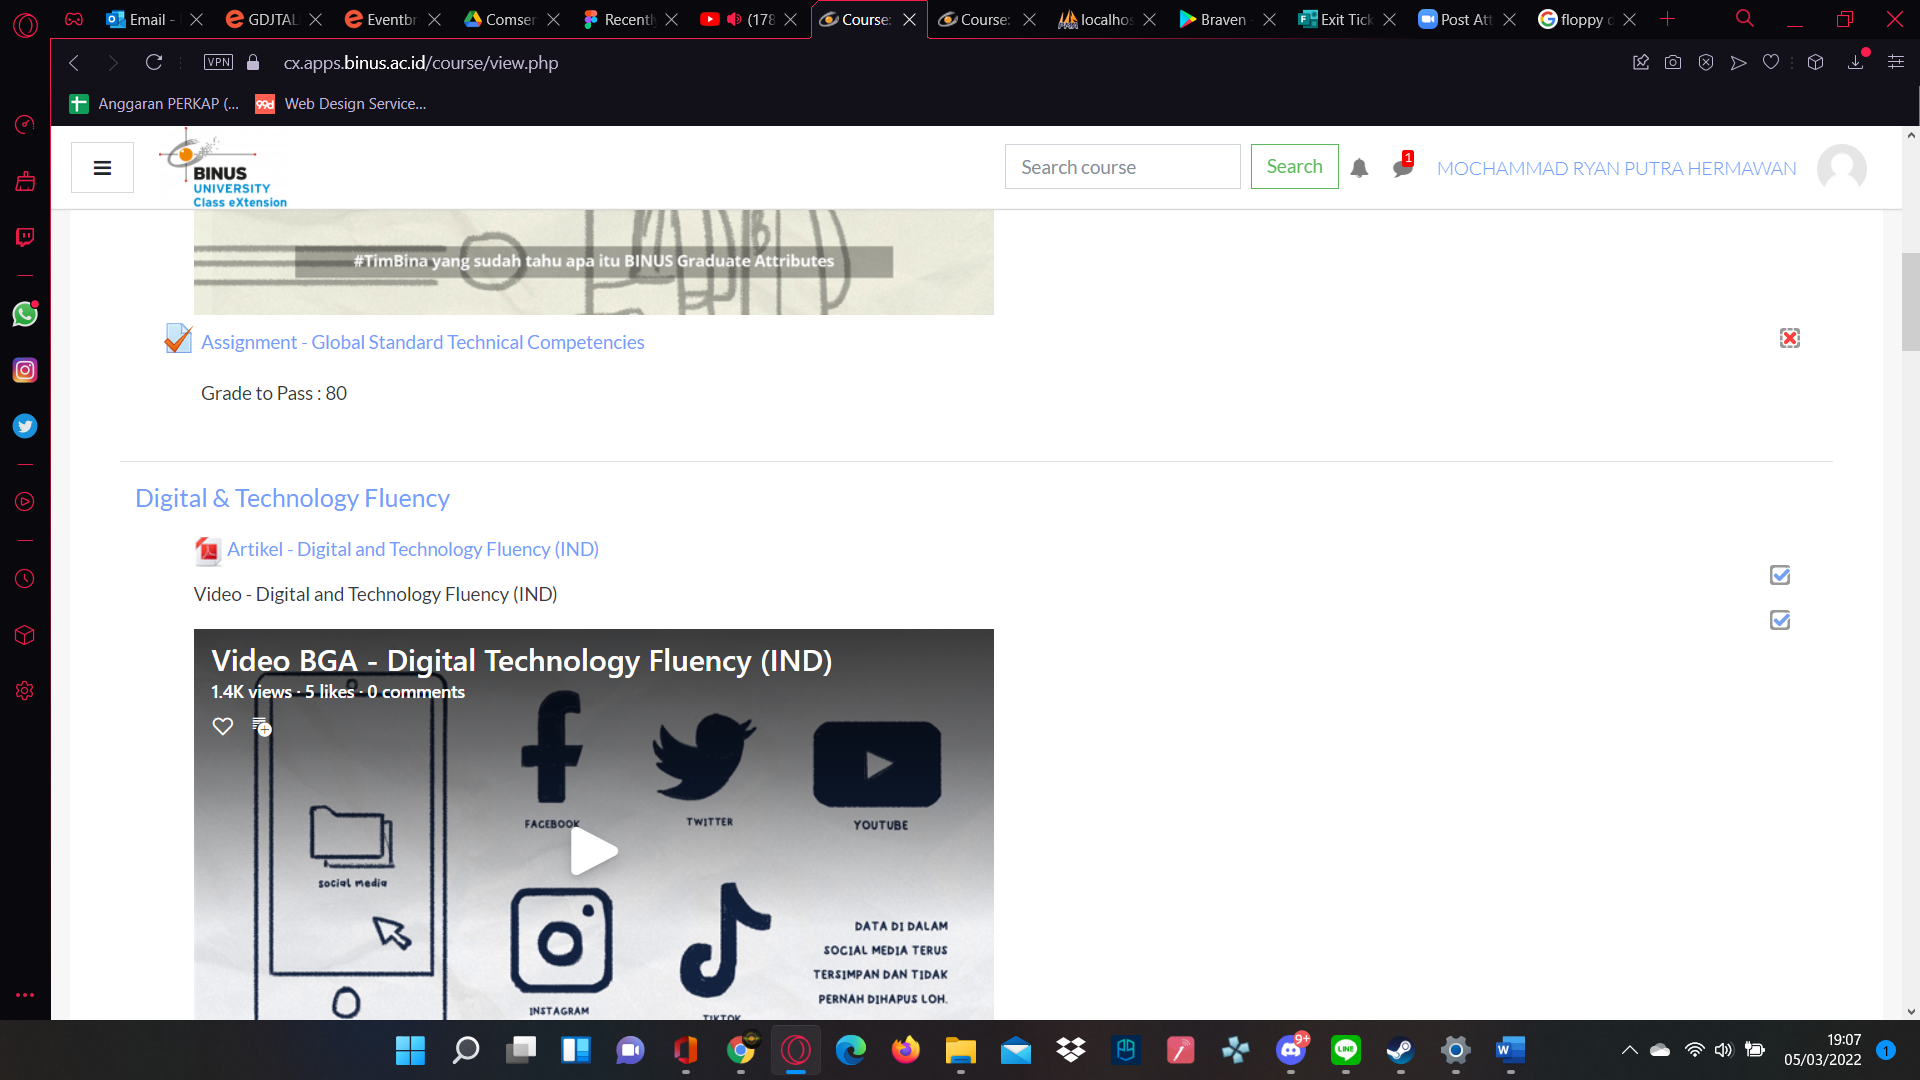 Email -
GDJTAL
Eventbr
Comser
Recently
(178
Course:
Course:
localhos
Braven -
Exit Tick
Post Att
floppy d
VPN
cx.apps.binus.ac.id/course/view.php
Anggaran PERKAP (...
99d
Web Design Service...
BINUS
UNIVERSITY
Class eXtension
Search course
Search
1
MOCHAMMAD RYAN PUTRA HERMAWAN
#TimBina yang sudah tahu apa itu BINUS Graduate Attributes
Assignment - Global Standard Technical Competencies
Grade to Pass : 80
Digital & Technology Fluency
Artikel - Digital and Technology Fluency (IND)
Video - Digital and Technology Fluency (IND)
Video BGA - Digital Technology Fluency (IND)
1.4K views · 5 likes · 0 comments
FACEBOOK
TWITTER
YOUTUBE
social media
DATA DI DALAM
SOCIAL MEDIA TERUS
TERSIMPAN DAN TIDAK
PERNAH DIHAPUS LOH.
INSTAGRAM
TIKTOK
9+
LINE
W
19:07
05/03/2022
1